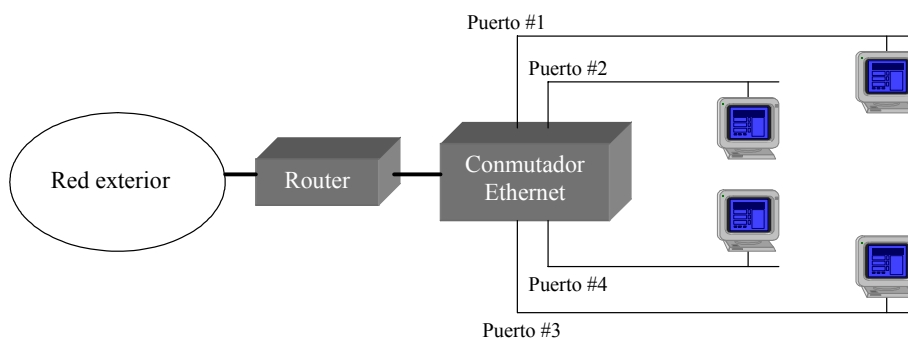 Puerto #1
Puerto #2
Red exterior
Router
Conmutador
Ethernet
Puerto #4
Puerto #3